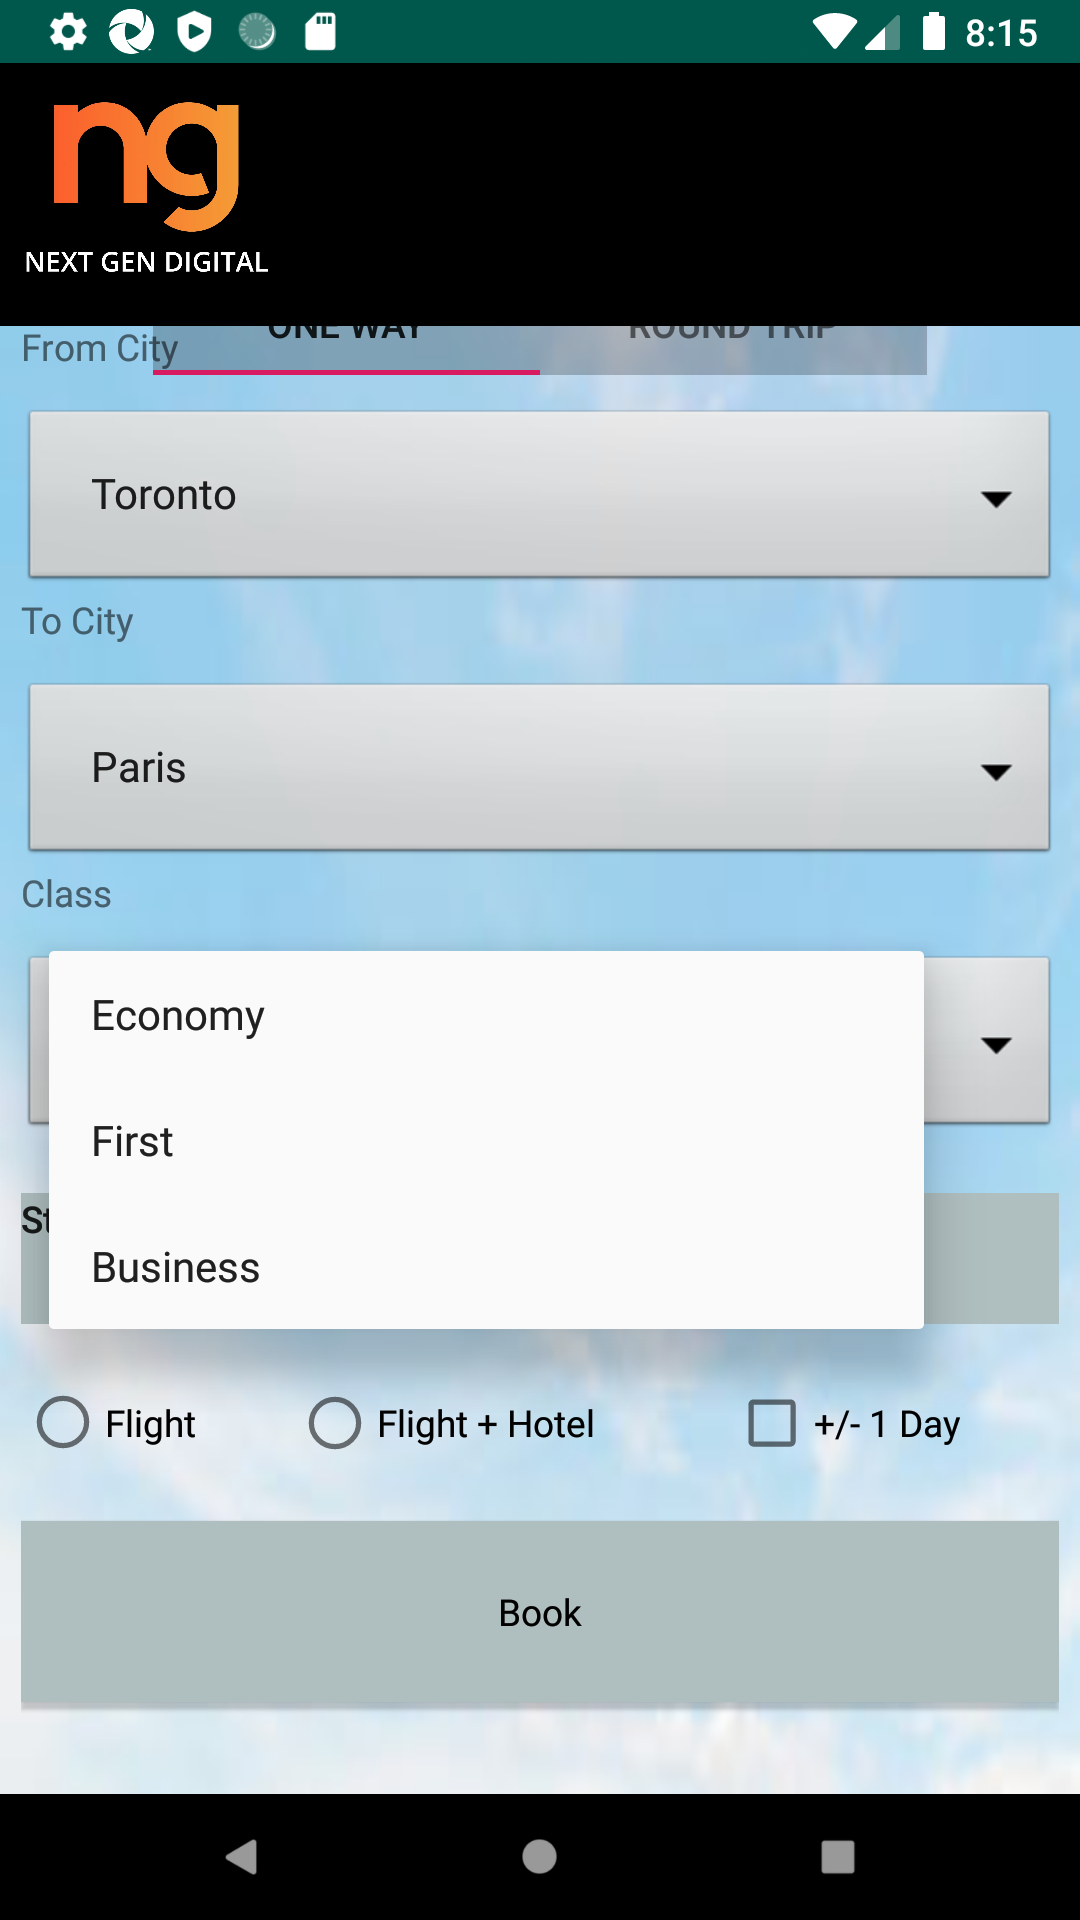 8:15
ng
NEXT GEN DIGITAL
ONE WAY
ROUND TRIP
From City
Toronto
To City
Paris
Class
Economy
First
St
Business
Flight
Flight + Hotel
+/- 1 Day
Book